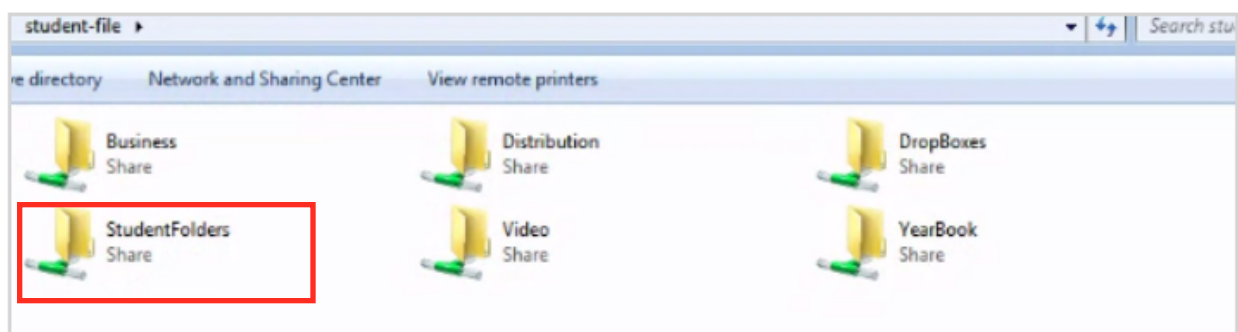 student-file
Search stu
ve directory Network and Sharing Center View remote printers
Business
Share
Distribution
Share
DropBoxes
Share
StudentFolders
Share
Video
Share
YearBook
Share